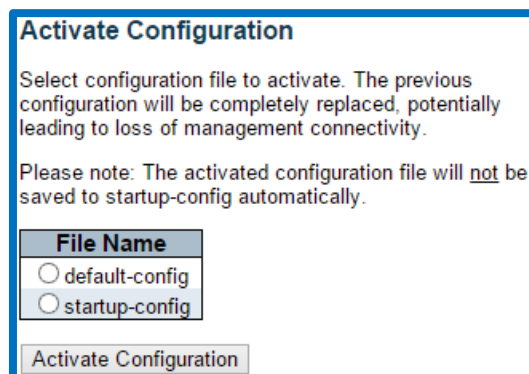 Activate Configuration
Select configuration file to activate. The previous
configuration will be completely replaced, potentially
leading to loss of management connectivity.
Please note: The activated configuration file will not be
saved to startup-config automatically.
File Name
default-config
startup-config
Activate Configuration